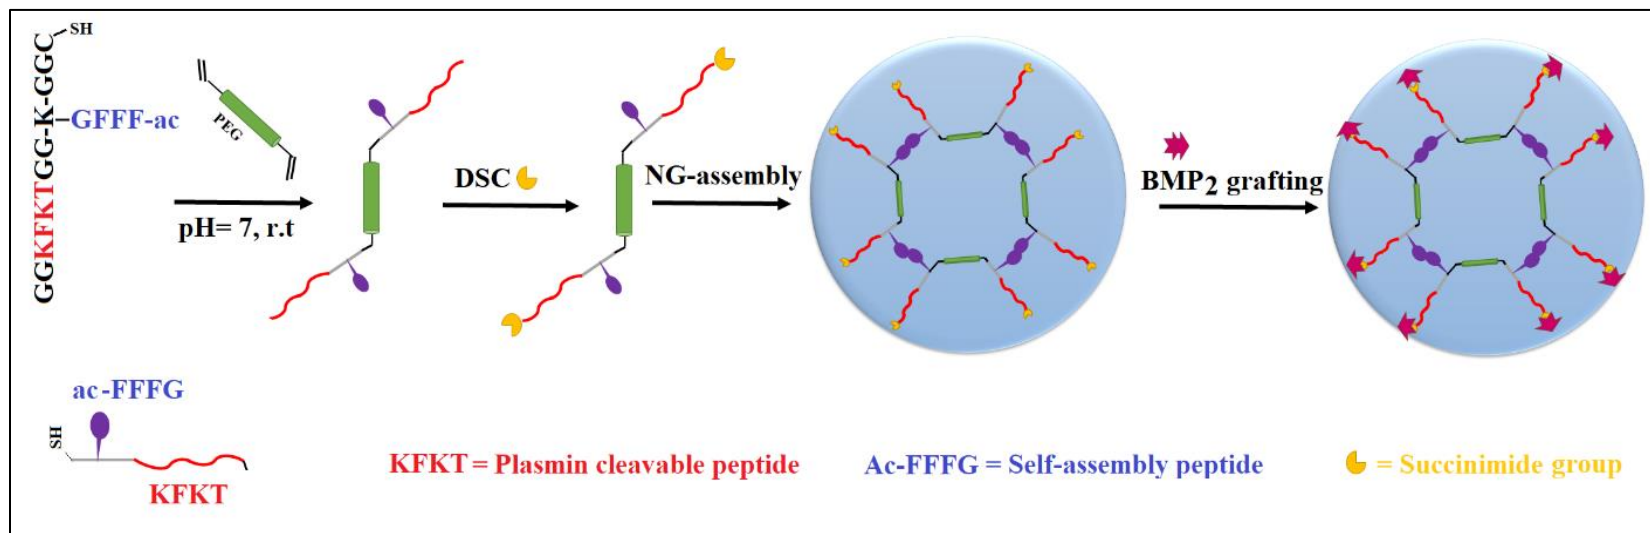 SH
GGKFKTGG-K-GGC
GFFF-ac
PEG
pH= 7, r.t
DSC
NG-assembly
BMP2 grafting
ac-FFFG
SH
KFKT
KFKT = Plasmin cleavable peptide
Ac-FFFG = Self-assembly peptide
= Succinimide group